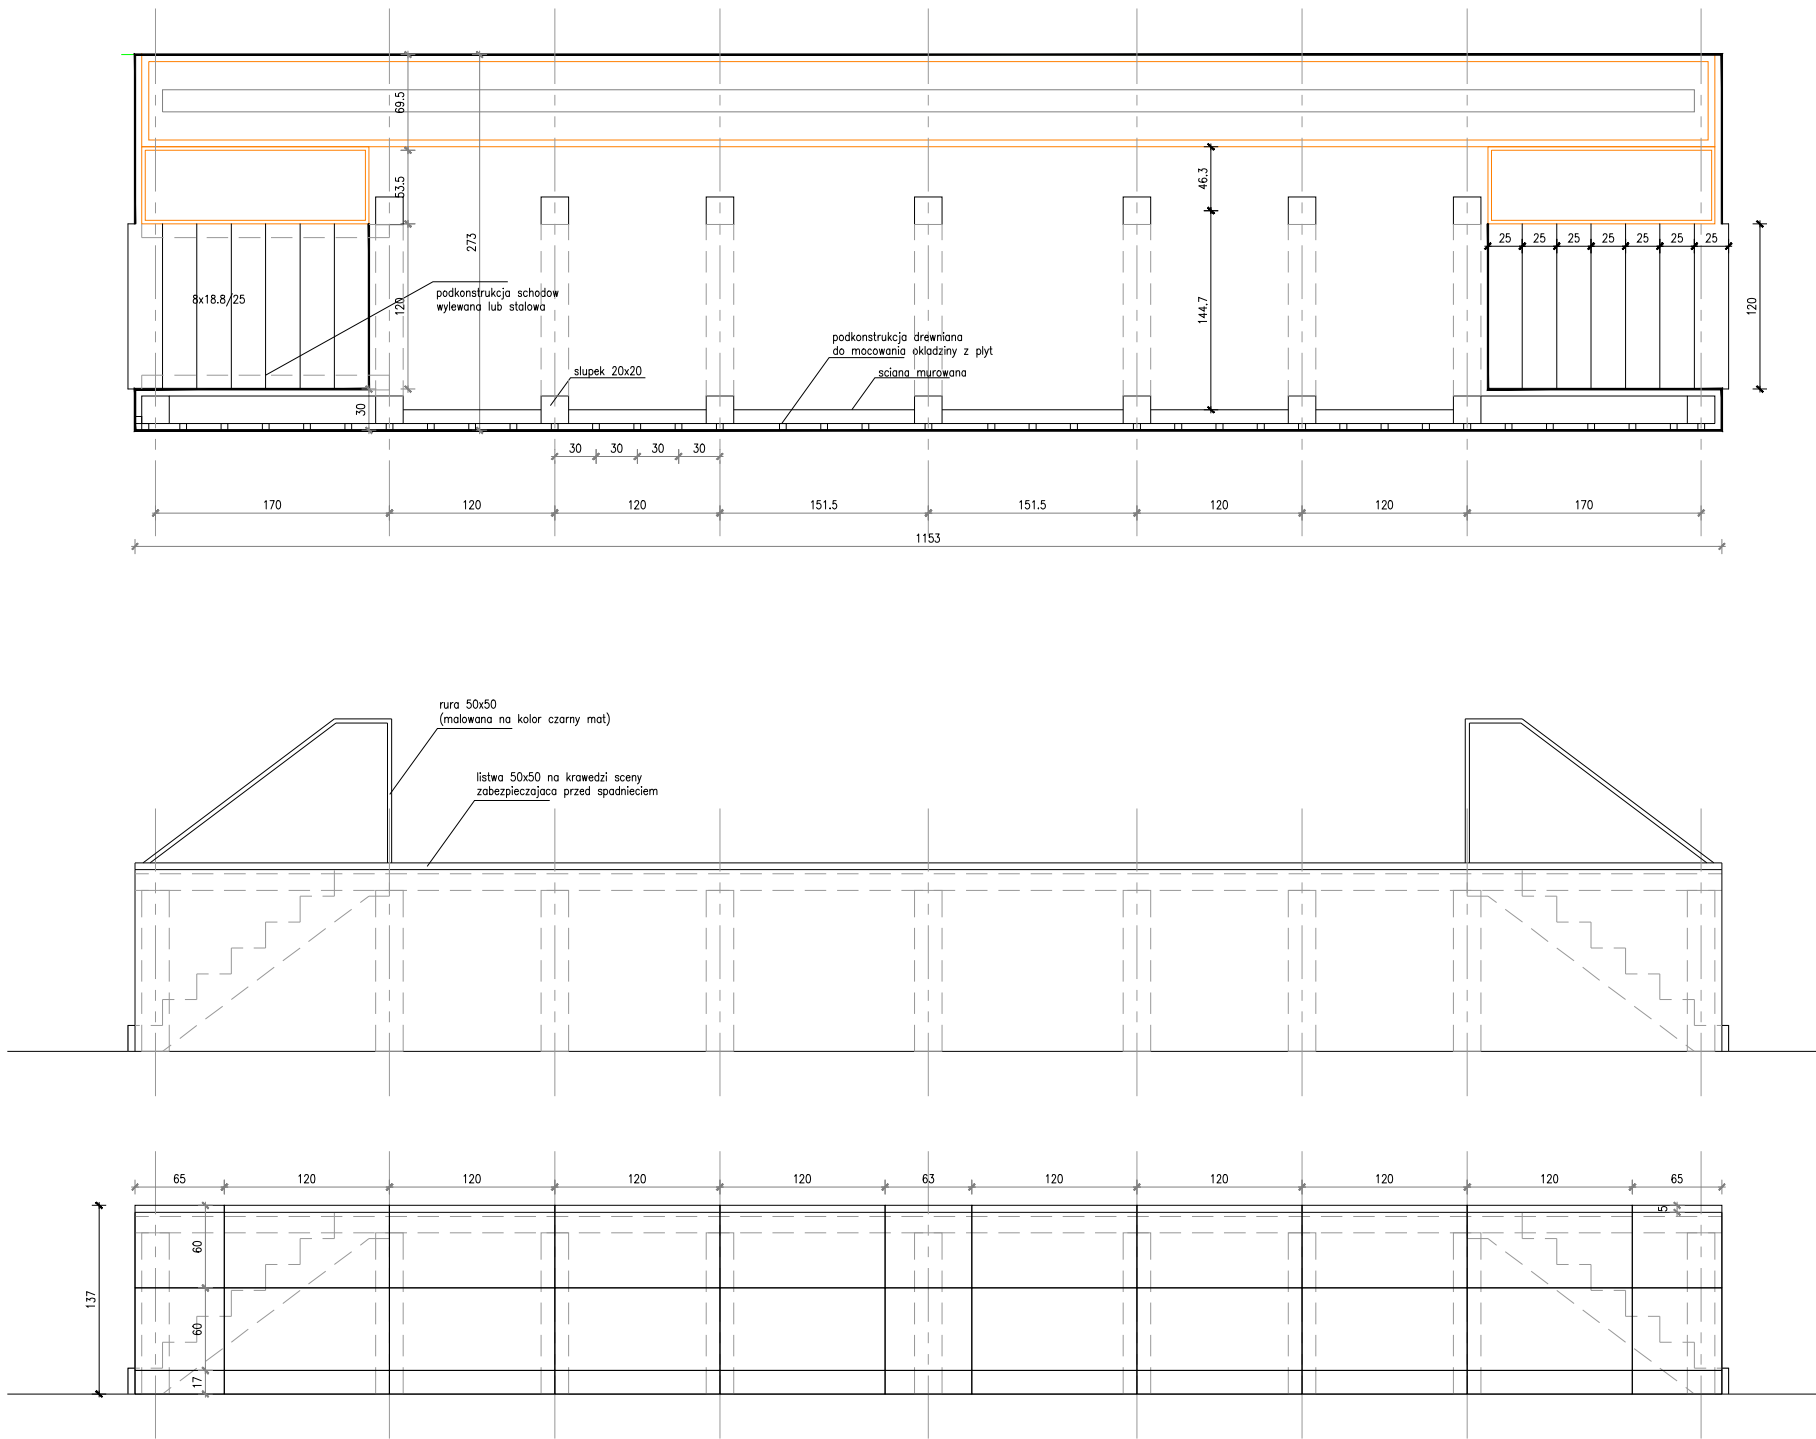 69.5
53.5
273
46.3
25 25 25 25 25 25 25
8x18.8/25
podkonstrukcja schodow
wylewana lub stalowa
120
144.7
120
podkonstrukcja drewniana
do mocowania okladziny z plyt
slupek 20x20
sciana murowana
30
30 30 30 30
170 120 120 151.5 151.5 120 120 170
1153
rura 50x50
(malowana na kolor czarny mat)
listwa 50x50 na krawedzi sceny
zabezpieczajaca przed spadnieciem
65 120 120 120 120 63 120 120 120 120 65
5
60
137
60
17